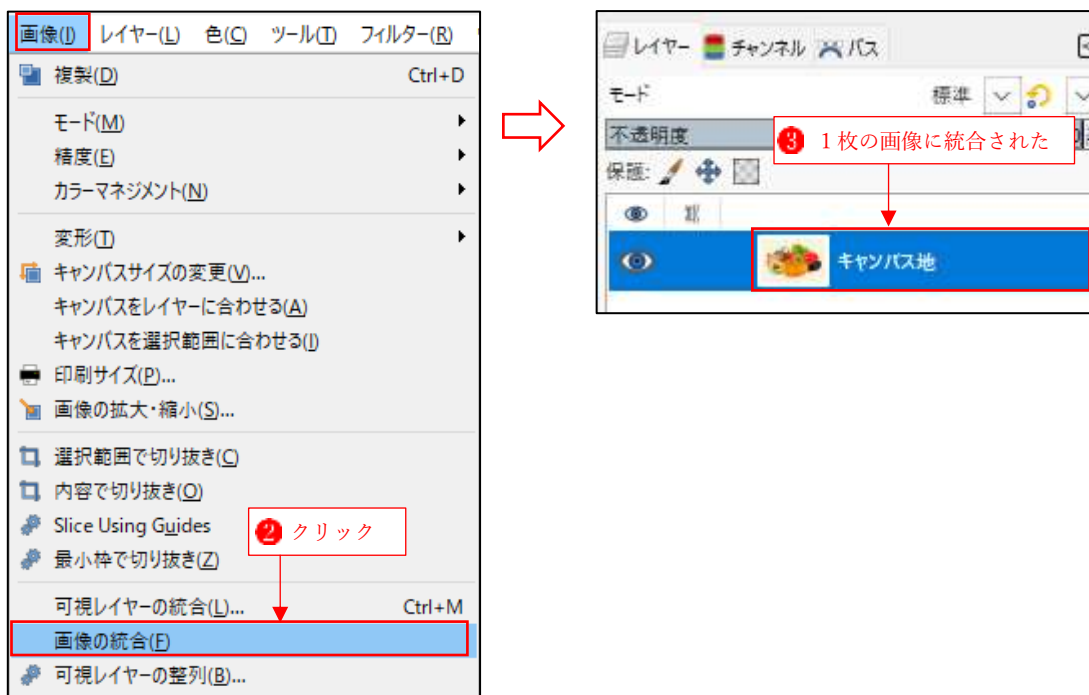 画像(I) レイヤー(L) 色(C) ツール(T) フィルター(R)
複製(D) Ctrl+D
モード(M)
精度(E)
カラーマネジメント(N)
変形(T)
キャンバスサイズの変更(V)...
キャンバスをレイヤーに合わせる(A)
キャンバスを選択範囲に合わせる(I)
印刷サイズ(P)...
画像の拡大・縮小(S)...
選択範囲で切り抜き(C)
内容で切り抜き(O)
Slice Using Guides
❷ クリック
最小枠で切り抜き(Z)
可視レイヤーの統合(L)... Ctrl+M
画像の統合(F)
可視レイヤーの整列(B)...
レイヤー チャンネル パス
モード 標準
不透明度
❸ 1枚の画像に統合された
保護:
キャンバス地